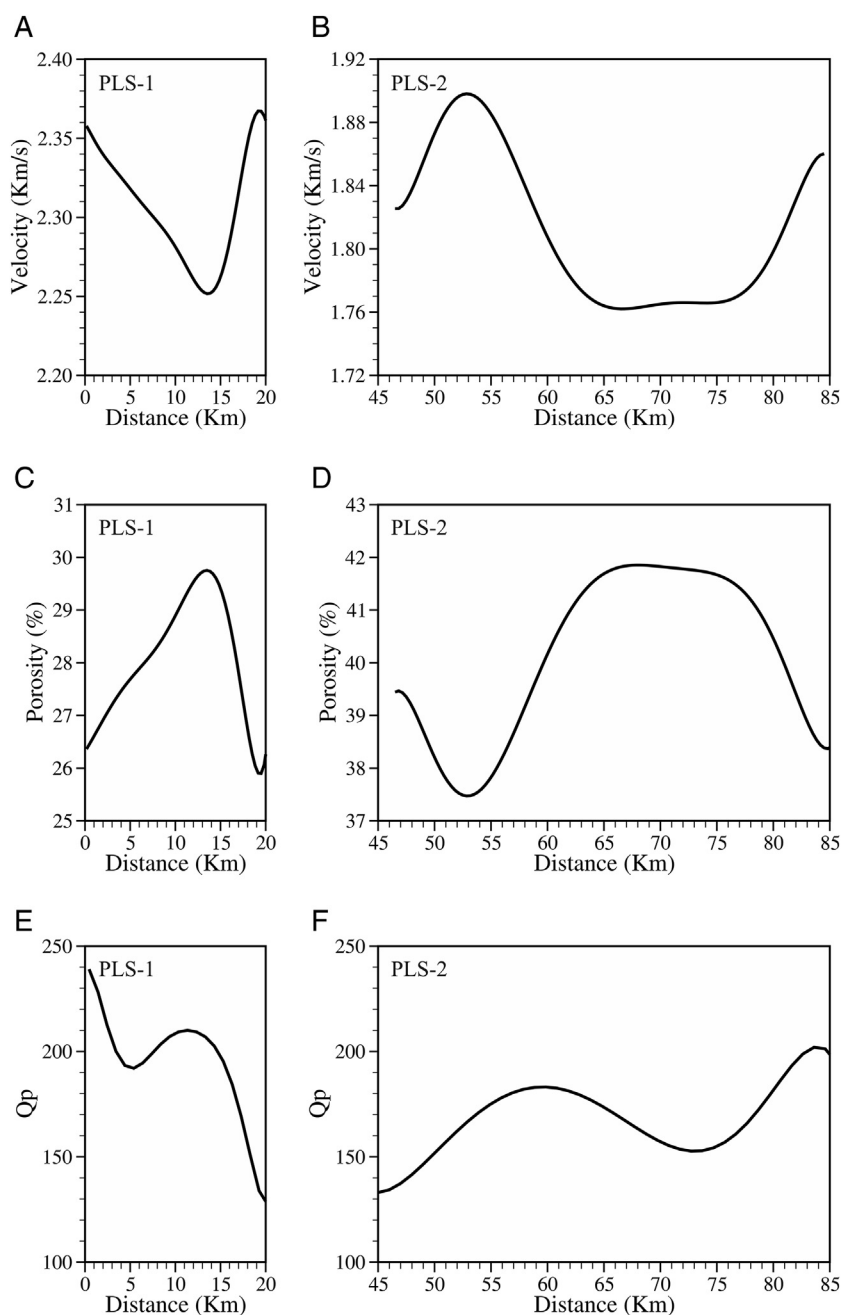 A
B
2.40
2.35
2.30
2.25
2.20
Velocity (Km/s)
PLS-1
0 5 10 15 20
Distance (Km)
1.92
1.88
1.84
1.80
1.76
1.72
Velocity (Km/s)
PLS-2
45 50 55 60 65 70 75 80 85
Distance (Km)
C
D
31
30
29
28
27
26
25
Porosity (%)
PLS-1
0 5 10 15 20
Distance (Km)
43
42
41
40
39
38
37
Porosity (%)
PLS-2
45 50 55 60 65 70 75 80 85
Distance (Km)
E
F
250
200
150
100
Qp
PLS-1
0 5 10 15 20
Distance (Km)
250
200
150
100
Qp
PLS-2
45 50 55 60 65 70 75 80 85
Distance (Km)